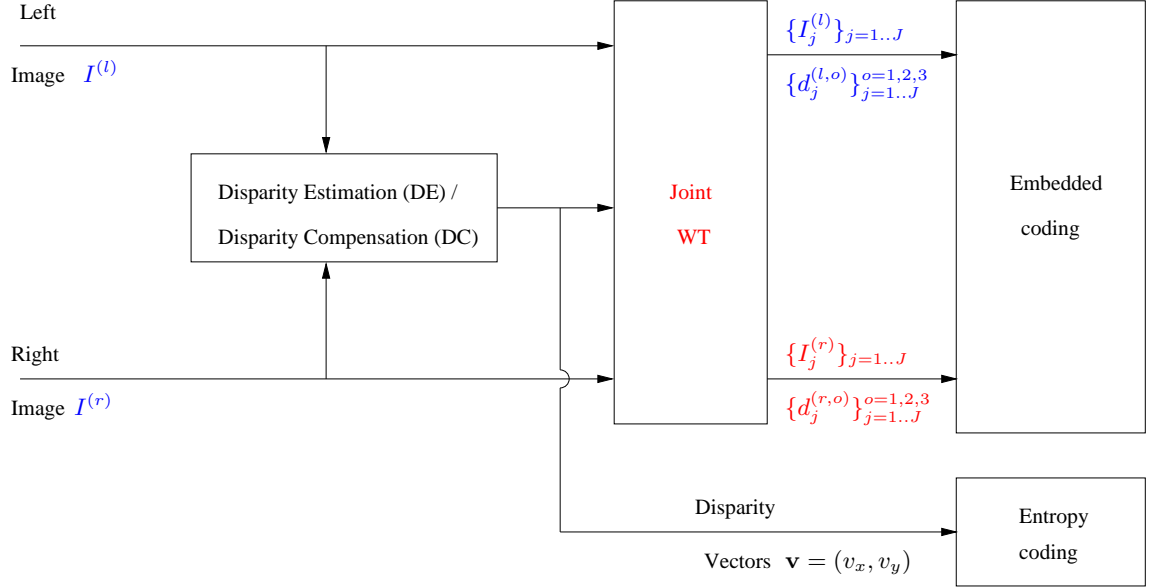 Left
Image I^{(l)}
Disparity Estimation (DE) /
Disparity Compensation (DC)
Right
Image I^{(r)}
Joint
WT
\{I_j^{(l)}\}_{j=1..J}
\{d_j^{(l,o)}\}_{j=1..J}^{o=1,2,3}
\{I_j^{(r)}\}_{j=1..J}
\{d_j^{(r,o)}\}_{j=1..J}^{o=1,2,3}
Embedded
coding
Disparity
Vectors v = (v_x, v_y)
Entropy
coding